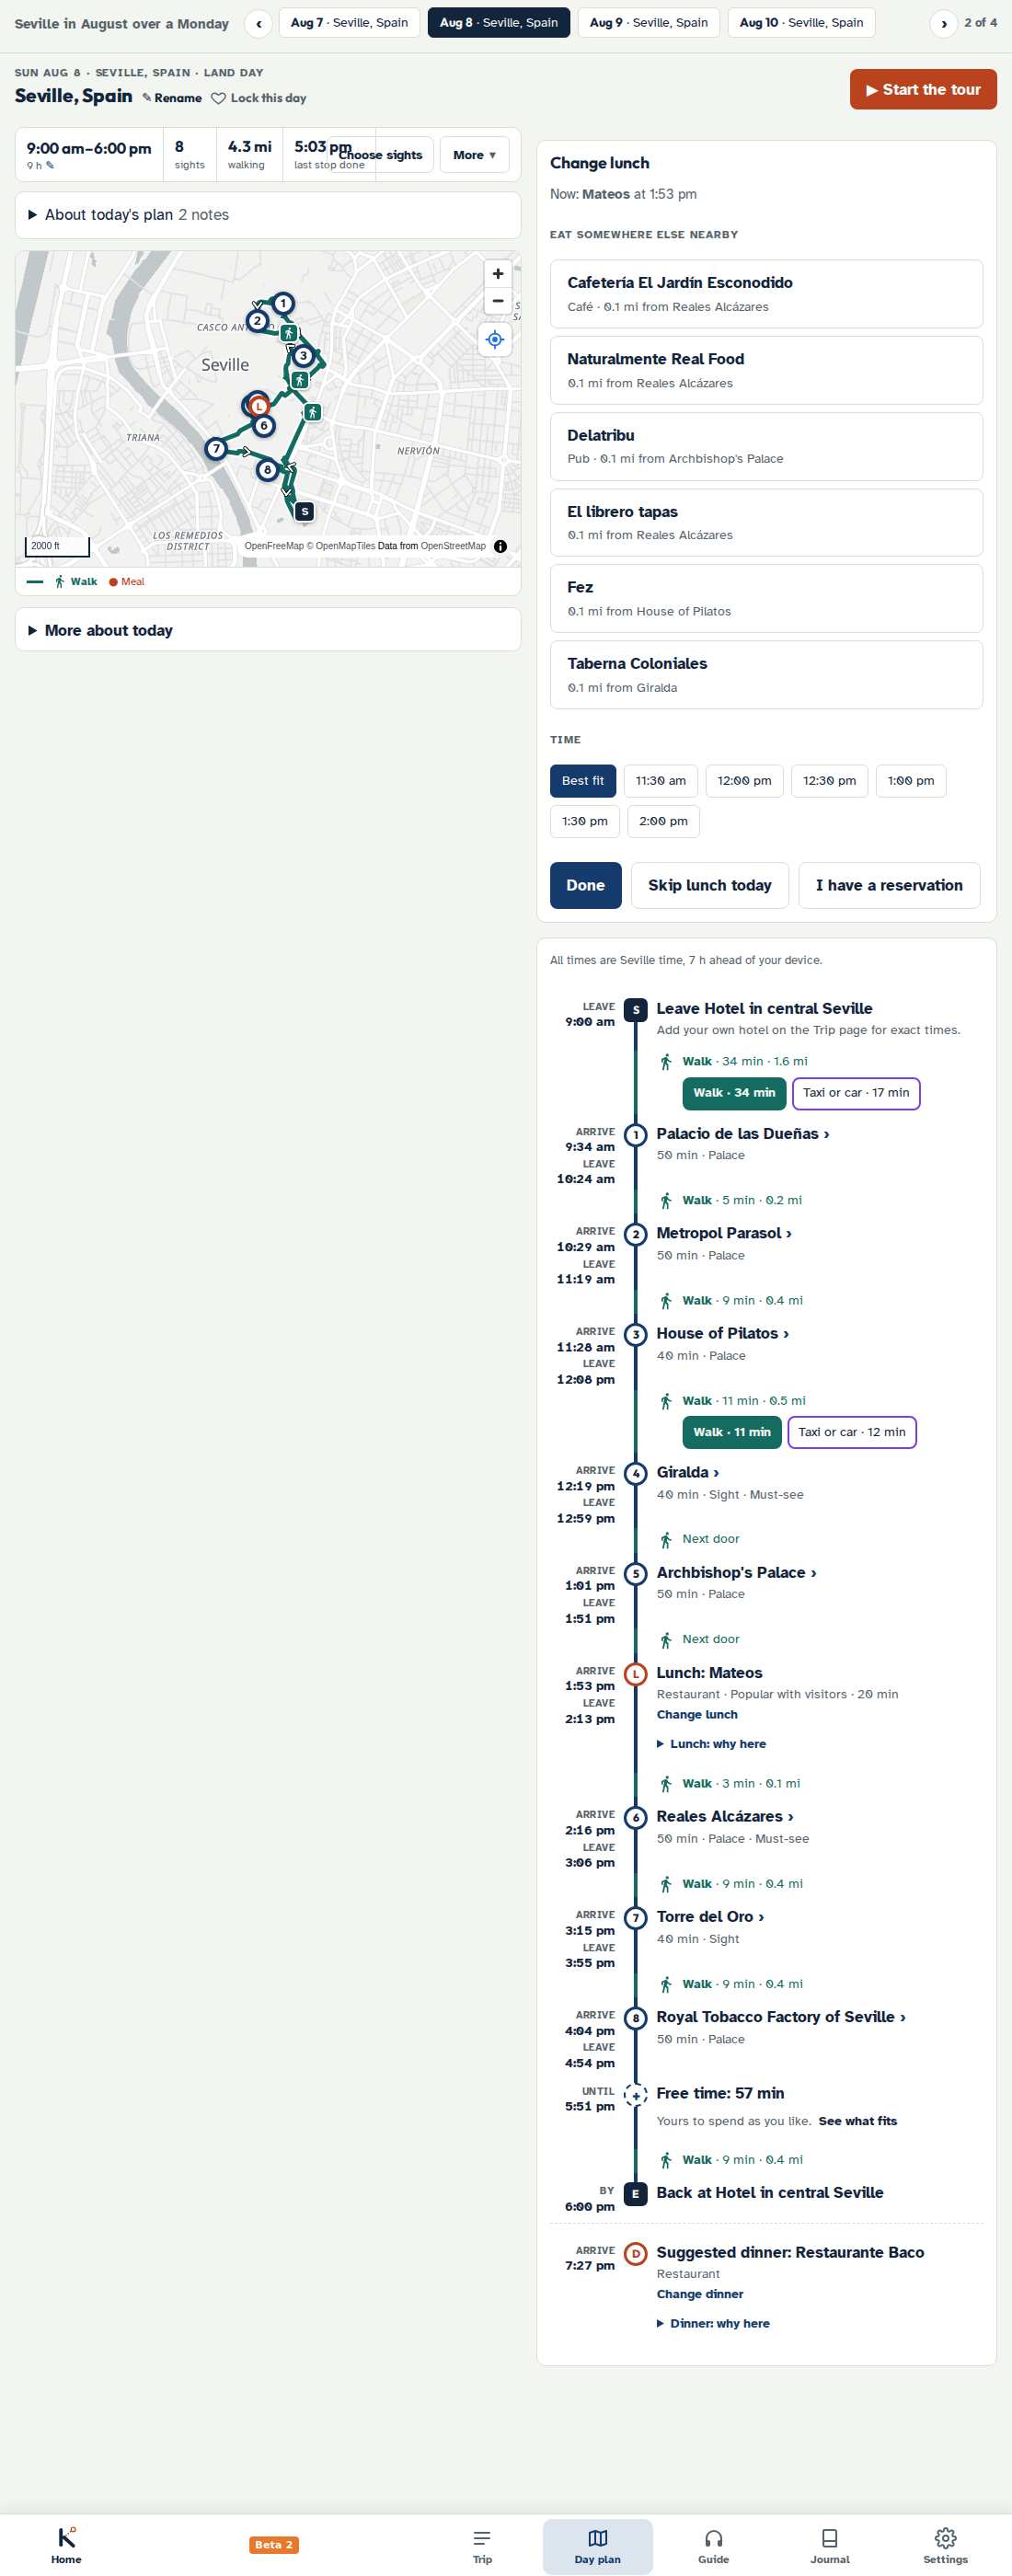 Seville in August over a Monday
‹
Aug 7 · Seville, Spain
Aug 8 · Seville, Spain
Aug 9 · Seville, Spain
Aug 10 · Seville, Spain
›
2 of 4
SUN AUG 8 · SEVILLE, SPAIN · LAND DAY
Seville, Spain
✎ Rename
Lock this day
▶ Start the tour
9:00 am–6:00 pm
9 h ✎
8
sights
4.3 mi
walking
5:03 pm
last stop done
Choose sights
More ▾
▶ About today's plan 2 notes
CASCO
Seville
TRIANA
NERVIÓN
LOS REMEDIOS
DISTRICT
1
2
3
L
6
7
8
S
+
−
2000 ft
OpenFreeMap © OpenMapTiles Data from OpenStreetMap
Walk
Meal
▶ More about today
Change lunch
Now: Mateos at 1:53 pm
EAT SOMEWHERE ELSE NEARBY
Cafetería El Jardín Esconodido
Café · 0.1 mi from Reales Alcázares
Naturalmente Real Food
0.1 mi from Reales Alcázares
Delatribu
Pub · 0.1 mi from Archbishop's Palace
El librero tapas
0.1 mi from Reales Alcázares
Fez
0.1 mi from House of Pilatos
Taberna Coloniales
0.1 mi from Giralda
TIME
Best fit
11:30 am
12:00 pm
12:30 pm
1:00 pm
1:30 pm
2:00 pm
Done
Skip lunch today
I have a reservation
All times are Seville time, 7 h ahead of your device.
LEAVE
9:00 am
S
Leave Hotel in central Seville
Add your own hotel on the Trip page for exact times.
Walk · 34 min · 1.6 mi
Walk · 34 min
Taxi or car · 17 min
ARRIVE
9:34 am
LEAVE
10:24 am
1
Palacio de las Dueñas ›
50 min · Palace
Walk · 5 min · 0.2 mi
ARRIVE
10:29 am
LEAVE
11:19 am
2
Metropol Parasol ›
50 min · Palace
Walk · 9 min · 0.4 mi
ARRIVE
11:28 am
LEAVE
12:08 pm
3
House of Pilatos ›
40 min · Palace
Walk · 11 min · 0.5 mi
Walk · 11 min
Taxi or car · 12 min
ARRIVE
12:19 pm
LEAVE
12:59 pm
4
Giralda ›
40 min · Sight · Must-see
Next door
ARRIVE
1:01 pm
LEAVE
1:51 pm
5
Archbishop's Palace ›
50 min · Palace
Next door
ARRIVE
1:53 pm
LEAVE
2:13 pm
L
Lunch: Mateos
Restaurant · Popular with visitors · 20 min
Change lunch
▶ Lunch: why here
Walk · 3 min · 0.1 mi
ARRIVE
2:16 pm
LEAVE
3:06 pm
6
Reales Alcázares ›
50 min · Palace · Must-see
Walk · 9 min · 0.4 mi
ARRIVE
3:15 pm
LEAVE
3:55 pm
7
Torre del Oro ›
40 min · Sight
Walk · 9 min · 0.4 mi
ARRIVE
4:04 pm
LEAVE
4:54 pm
8
Royal Tobacco Factory of Seville ›
50 min · Palace
UNTIL
5:51 pm
+
Free time: 57 min
Yours to spend as you like. See what fits
Walk · 9 min · 0.4 mi
BY
6:00 pm
E
Back at Hotel in central Seville
ARRIVE
7:27 pm
D
Suggested dinner: Restaurante Baco
Restaurant
Change dinner
▶ Dinner: why here
Home
Beta 2
Trip
Day plan
Guide
Journal
Settings